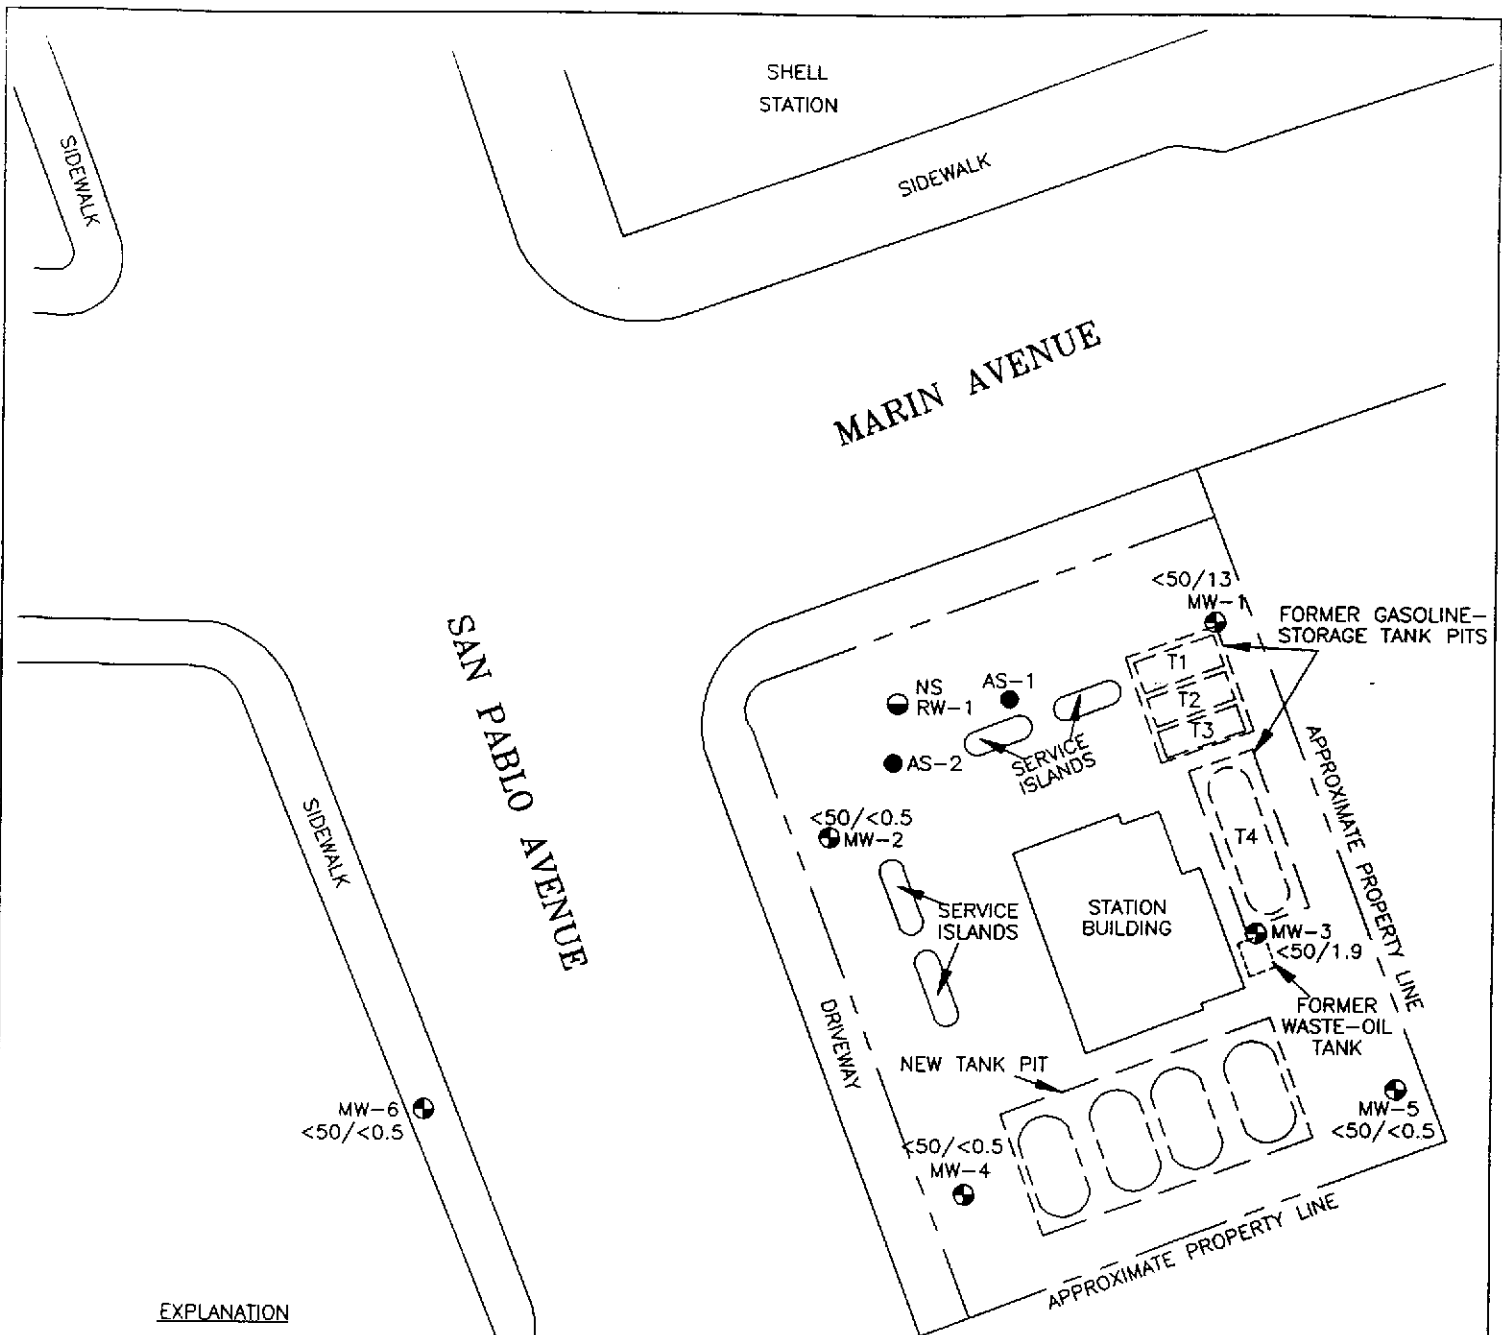 SHELL
STATION
SIDEWALK
SIDEWALK
MARIN AVENUE
SAN PABLO AVENUE
<50/13
MW-1
FORMER GASOLINE-
STORAGE TANK PITS
T1
T2
T3
NS
RW-1
AS-1
AS-2
SERVICE
ISLANDS
<50/<0.5
MW-2
T4
APPROXIMATE PROPERTY LINE
SIDEWALK
SERVICE
ISLANDS
STATION
BUILDING
MW-3
<50/1.9
FORMER
WASTE-OIL
TANK
DRIVEWAY
NEW TANK PIT
MW-6
<50/<0.5
<50/<0.5
MW-4
MW-5
<50/<0.5
APPROXIMATE PROPERTY LINE
EXPLANATION